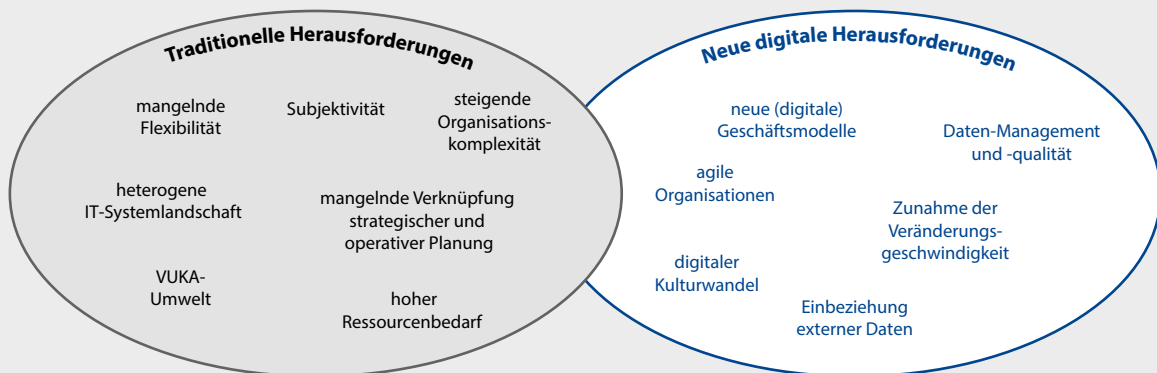 Traditionelle Herausforderungen
mangelnde
Flexibilität
Subjektivität
steigende
Organisations-
komplexität
heterogene
IT-Systemlandschaft
mangelnde Verknüpfung
strategischer und
operativer Planung
VUKA-
Umwelt
hoher
Ressourcenbedarf
Neue digitale Herausforderungen
neue (digitale)
Geschäftsmodelle
Daten-Management
und -qualität
agile
Organisationen
Zunahme der
Veränderungs-
geschwindigkeit
digitaler
Kulturwandel
Einbeziehung
externer Daten